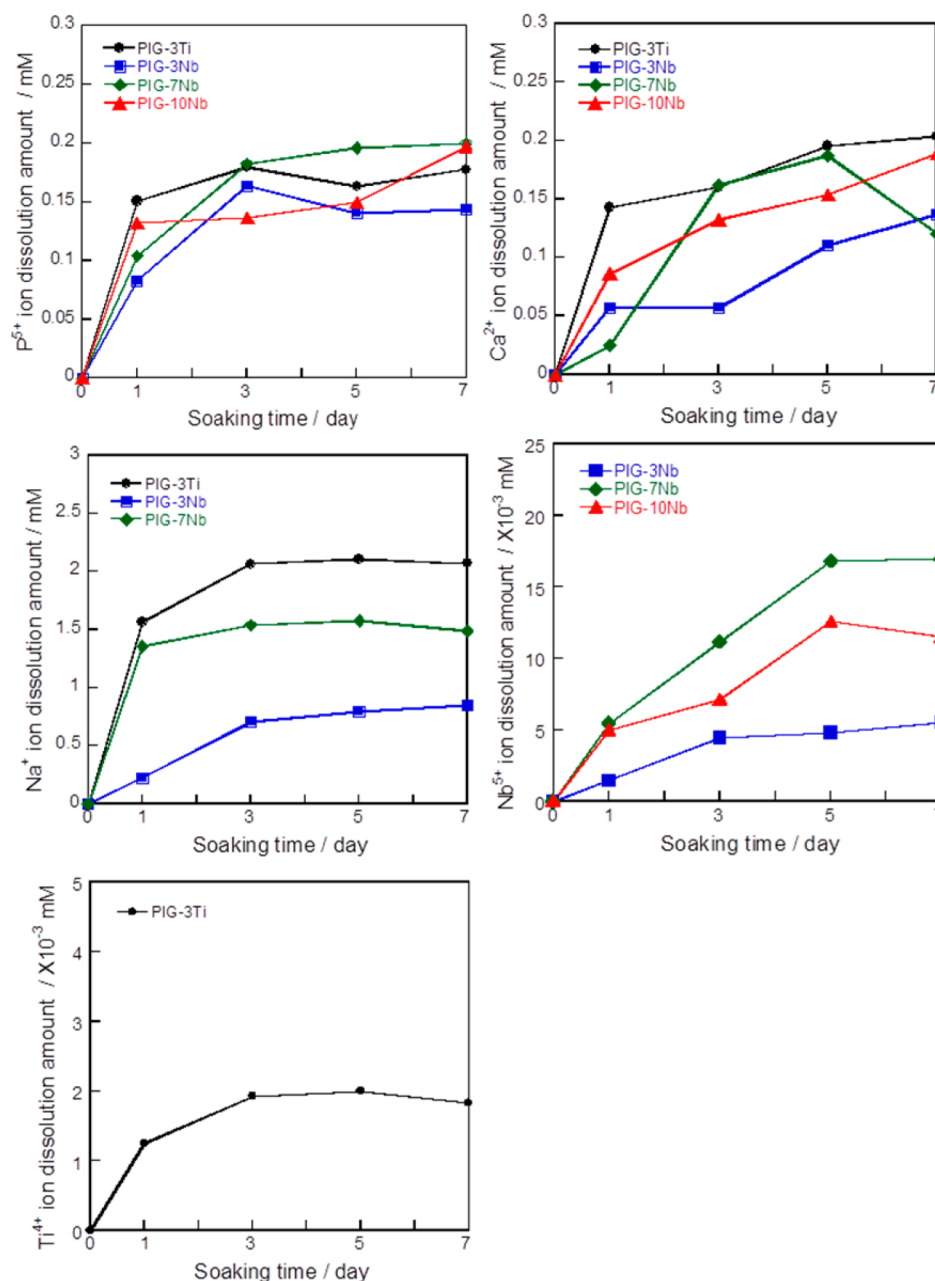 0.3
0.25
0.2
0.15
0.1
0.05
0
P5+ ion dissolution amount / mM
PIG-3Ti
PIG-3Nb
PIG-7Nb
PIG-10Nb
0 1 3 5 7
Soaking time / day
0.3
0.25
0.2
0.15
0.1
0.05
0
Ca2+ ion dissolution amount / mM
PIG-3Ti
PIG-3Nb
PIG-7Nb
PIG-10Nb
0 1 3 5 7
Soaking time / day
3
2.5
2
1.5
1
0.5
0
Na+ ion dissolution amount / mM
PIG-3Ti
PIG-3Nb
PIG-7Nb
0 1 3 5 7
Soaking time / day
25
20
15
10
5
0
Nb5+ ion dissolution amount / X10-3 mM
PIG-3Nb
PIG-7Nb
PIG-10Nb
0 1 3 5 7
Soaking time / day
5
4
3
2
1
0
Ti4+ ion dissolution amount / X10-3 mM
PIG-3Ti
0 1 3 5 7
Soaking time / day